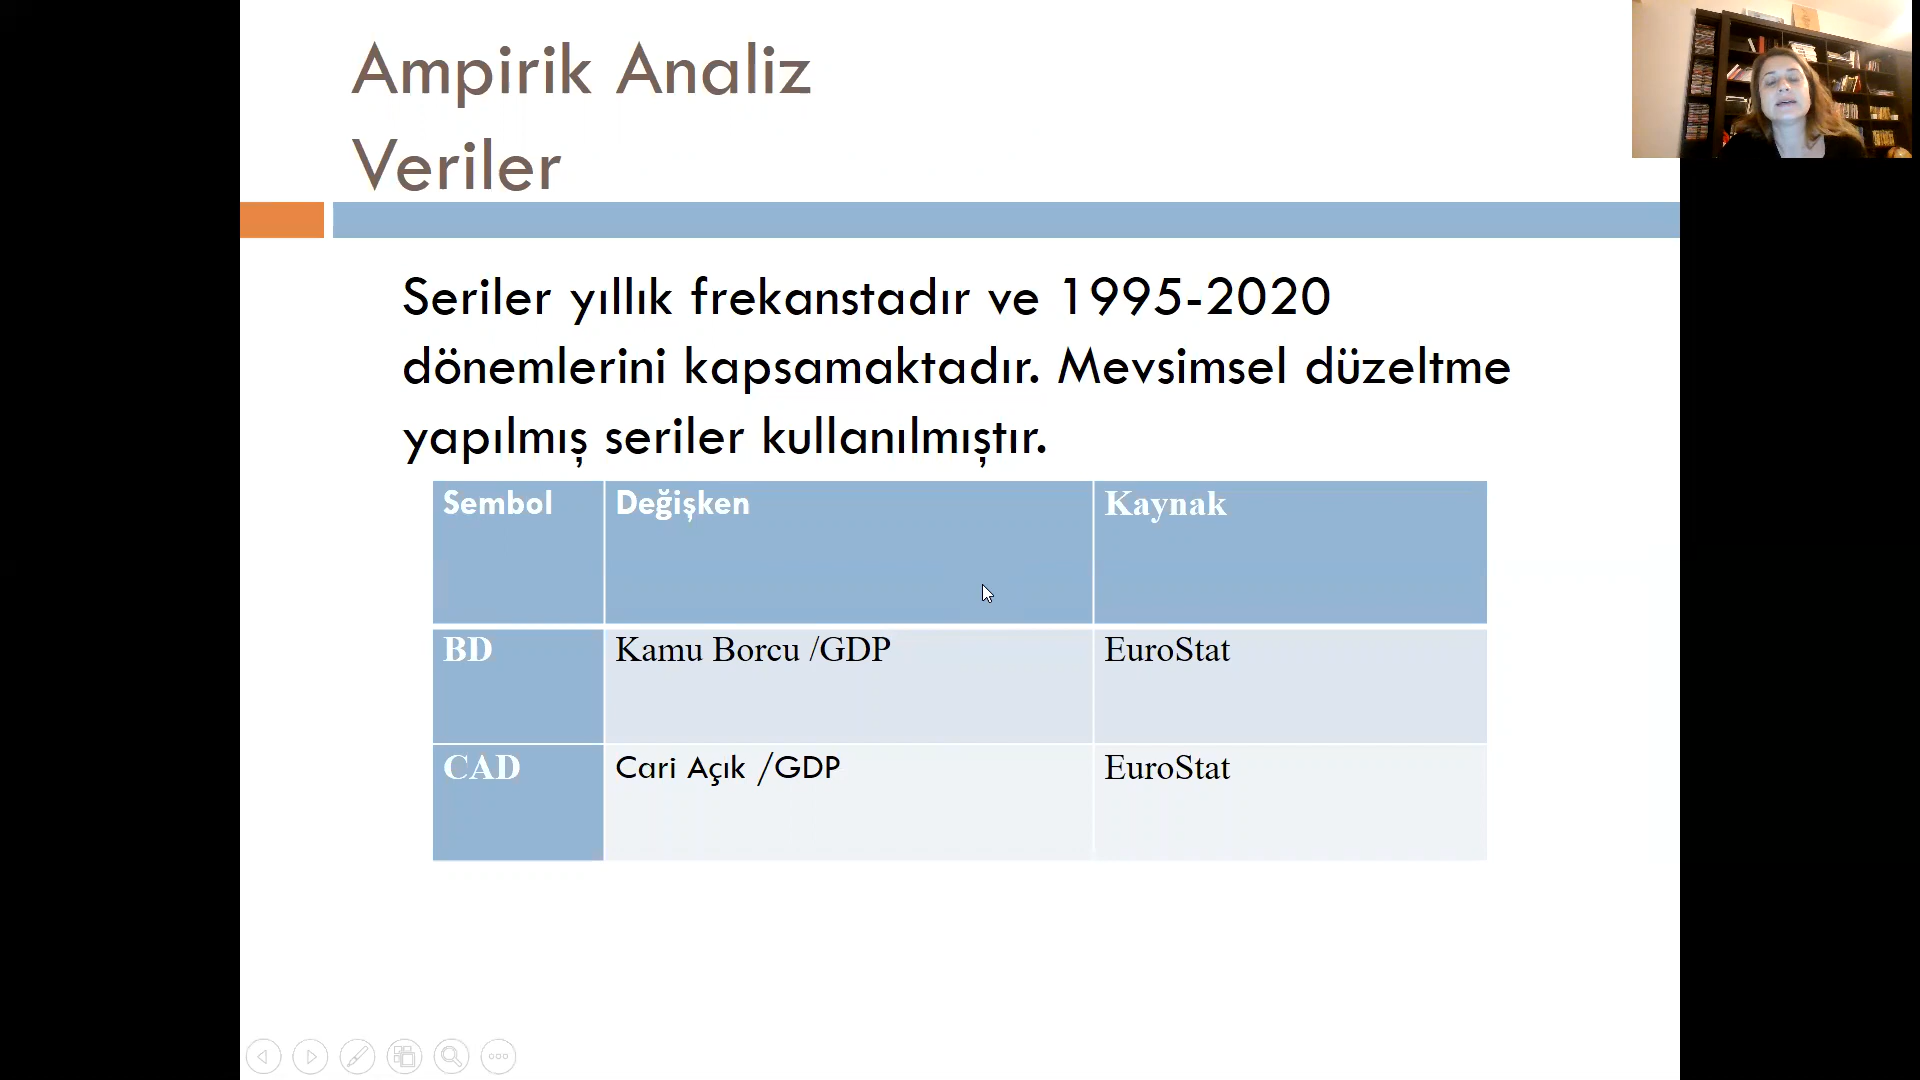 Ampirik Analiz
Veriler
Seriler yıllık frekanstadır ve 1995-2020
dönemlerini kapsamaktadır. Mevsimsel düzeltme
yapılmış seriler kullanılmıştır.
Sembol Değişken Kaynak
BD Kamu Borcu /GDP EuroStat
CAD Cari Açık /GDP EuroStat